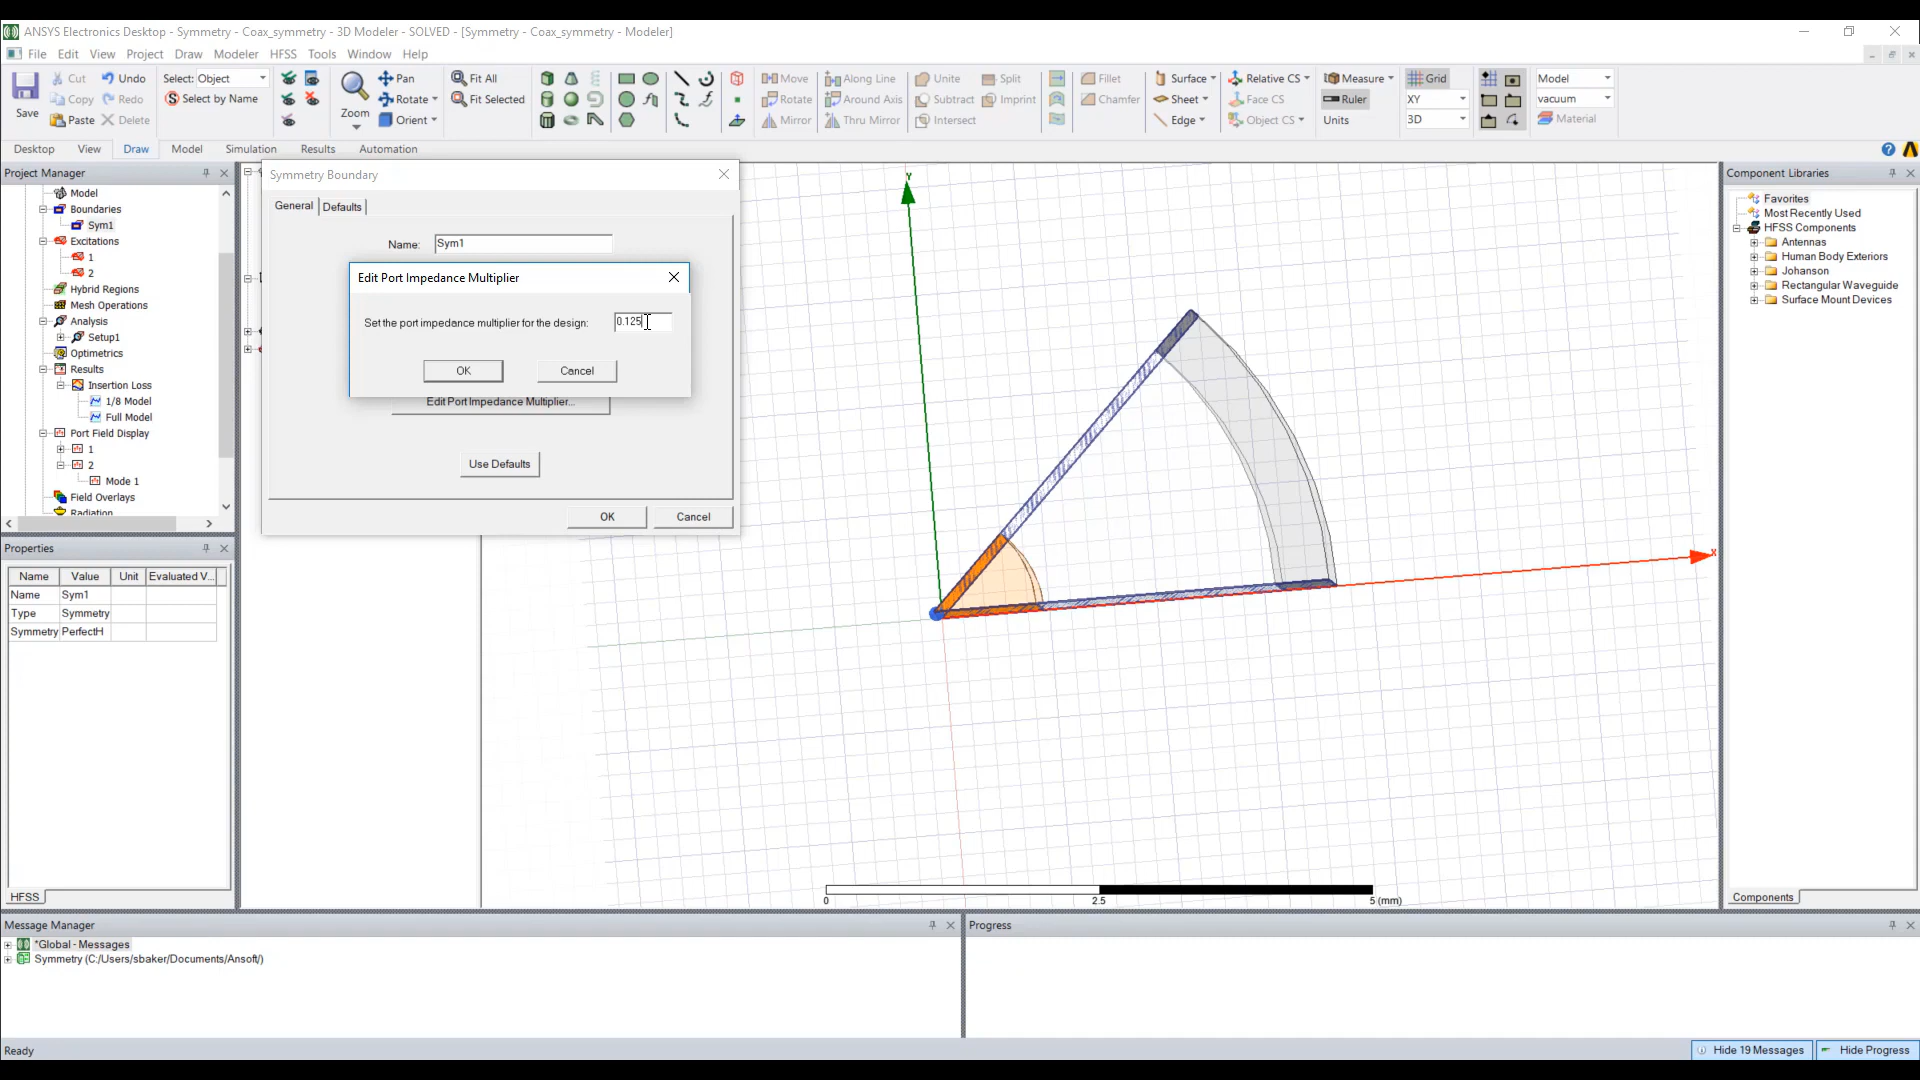 ANSYS Electronics Desktop - Symmetry - Coax_symmetry - 3D Modeler - SOLVED - [Symmetry - Coax_symmetry - Modeler]
File Edit View Project Draw Modeler HFSS Tools Window Help
Save
Cut Undo
Copy Redo
Paste Delete
Select: Object
Select by Name
Zoom
Pan
Rotate
Orient
Fit All
Fit Selected
Move Along Line
Rotate Around Axis
Mirror Thru Mirror
Unite Split
Subtract Imprint
Intersect
Fillet
Chamfer
Surface
Sheet
Edge
Relative CS
Face CS
Object CS
Measure
Ruler
Units
Grid
XY
3D
Model
vacuum
Material
Desktop View Draw Model Simulation Results Automation
Project Manager
Model
Boundaries
Sym1
Excitations
1
2
Hybrid Regions
Mesh Operations
Analysis
Setup1
Optimetrics
Results
Insertion Loss
1/8 Model
Full Model
Port Field Display
1
2
Mode 1
Field Overlays
Radiation
Symmetry Boundary
General Defaults
Name: Sym1
Edit Port Impedance Multiplier
Set the port impedance multiplier for the design: 0.125
OK Cancel
Edit Port Impedance Multiplier...
Use Defaults
OK Cancel
Y
X
0 2.5 5 (mm)
Component Libraries
Favorites
Most Recently Used
HFSS Components
Antennas
Human Body Exteriors
Johanson
Rectangular Waveguide
Surface Mount Devices
Components
Properties
Name Value Unit Evaluated V...
Name Sym1
Type Symmetry
Symmetry PerfectH
HFSS
Message Manager
*Global - Messages
Symmetry (C:/Users/sbaker/Documents/Ansoft/)
Progress
Ready
Hide 19 Messages Hide Progress